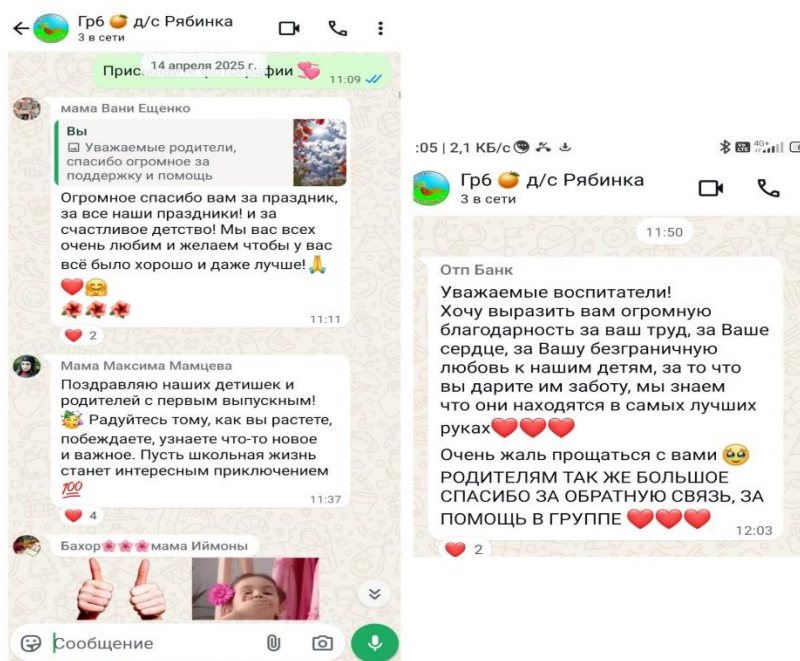 Гр6 🍊 д/с Рябинка
3 в сети
14 апреля 2025 г.
11:09
мама Вани Ещенко
Вы
Уважаемые родители,
спасибо огромное за
поддержку и помощь
Огромное спасибо вам за праздник,
за все наши праздники! и за
счастливое детство! Мы вас всех
очень любим и желаем чтобы у вас
всё было хорошо и даже лучше! 🙏
❤️🤗
🌺🌺🌺
11:11
❤️ 2
Мама Максима Мамцева
Поздравляю наших детишек и
родителей с первым выпускным!
🥳 Радуйтесь тому, как вы растете,
побеждаете, узнаете что-то новое
и важное. Пусть школьная жизнь
станет интересным приключением
💯
11:37
❤️ 4
Бахор🌸🌸🌸мама Иймоны
Сообщение
:05 | 2,1 КБ/с
4G+
Гр6 🍊 д/с Рябинка
3 в сети
11:50
Отп Банк
Уважаемые воспитатели!
Хочу выразить вам огромную
благодарность за ваш труд, за Ваше
сердце, за Вашу безграничную
любовь к нашим детям, за то что
вы дарите им заботу, мы знаем
что они находятся в самых лучших
руках❤️❤️❤️
Очень жаль прощаться с вами 🥹
РОДИТЕЛЯМ ТАК ЖЕ БОЛЬШОЕ
СПАСИБО ЗА ОБРАТНУЮ СВЯЗЬ, ЗА
ПОМОЩЬ В ГРУППЕ ❤️❤️❤️
12:03
❤️ 2